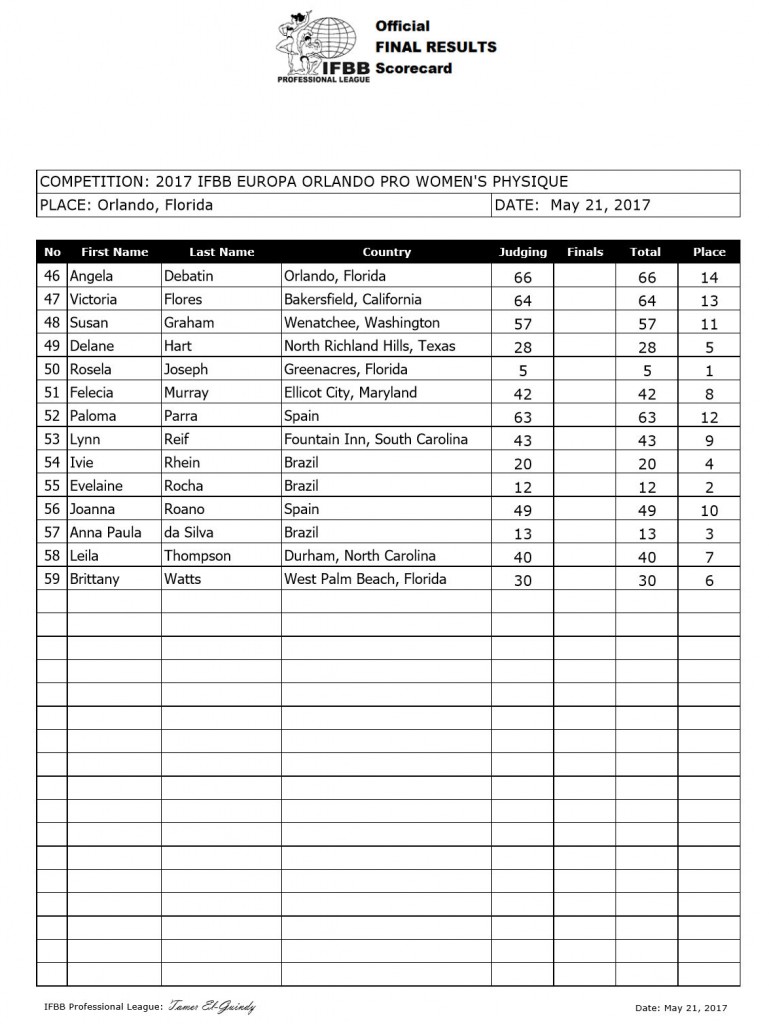 Official
FINAL RESULTS
IFBB Scorecard
PROFESSIONAL LEAGUE
COMPETITION: 2017 IFBB EUROPA ORLANDO PRO WOMEN'S PHYSIQUE
PLACE: Orlando, Florida DATE: May 21, 2017
No First Name Last Name Country Judging Finals Total Place
46 Angela Debatin Orlando, Florida 66 66 14
47 Victoria Flores Bakersfield, California 64 64 13
48 Susan Graham Wenatchee, Washington 57 57 11
49 Delane Hart North Richland Hills, Texas 28 28 5
50 Rosela Joseph Greenacres, Florida 5 5 1
51 Felecia Murray Ellicot City, Maryland 42 42 8
52 Paloma Parra Spain 63 63 12
53 Lynn Reif Fountain Inn, South Carolina 43 43 9
54 Ivie Rhein Brazil 20 20 4
55 Evelaine Rocha Brazil 12 12 2
56 Joanna Roano Spain 49 49 10
57 Anna Paula da Silva Brazil 13 13 3
58 Leila Thompson Durham, North Carolina 40 40 7
59 Brittany Watts West Palm Beach, Florida 30 30 6
IFBB Professional League: Tamer El-Guindy Date: May 21, 2017